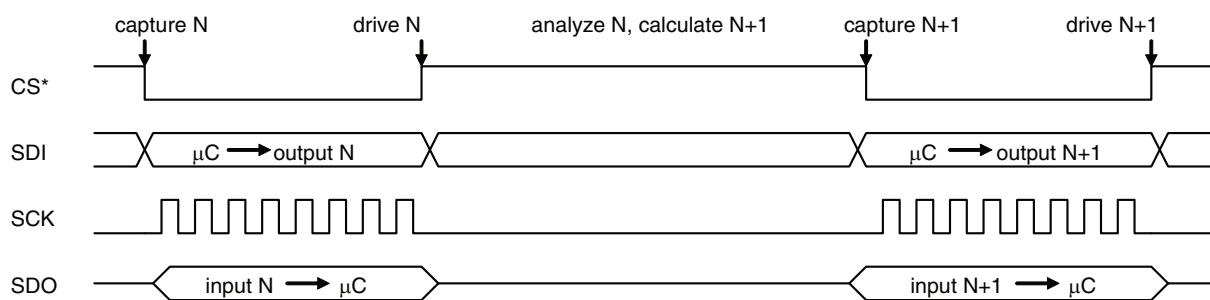 capture N drive N analyze N, calculate N+1 capture N+1 drive N+1
CS*
SDI μC → output N μC → output N+1
SCK
SDO input N → μC input N+1 → μC